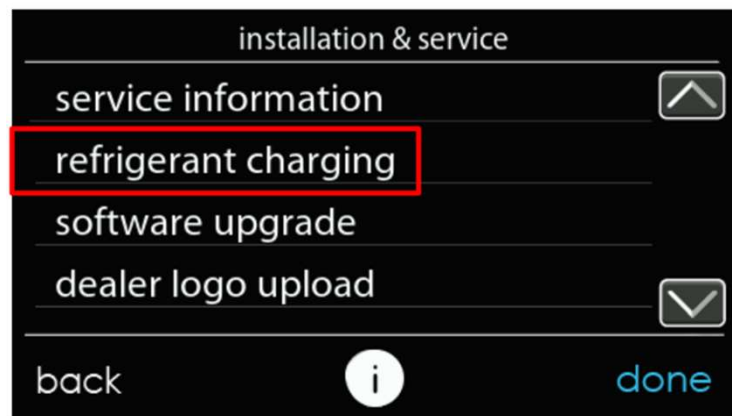 installation & service
service information
refrigerant charging
software upgrade
dealer logo upload
back i done